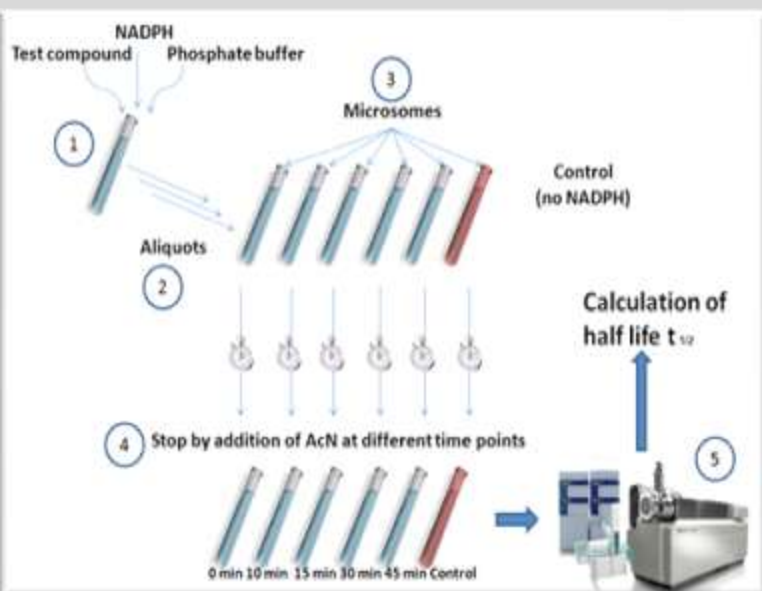 NADPH
Test compound
Phosphate buffer
1
3
Microsomes
Control
(no NADPH)
Aliquots
2
Calculation of
half life t 1/2
4
Stop by addition of AcN at different time points
5
0 min 10 min 15 min 30 min 45 min Control